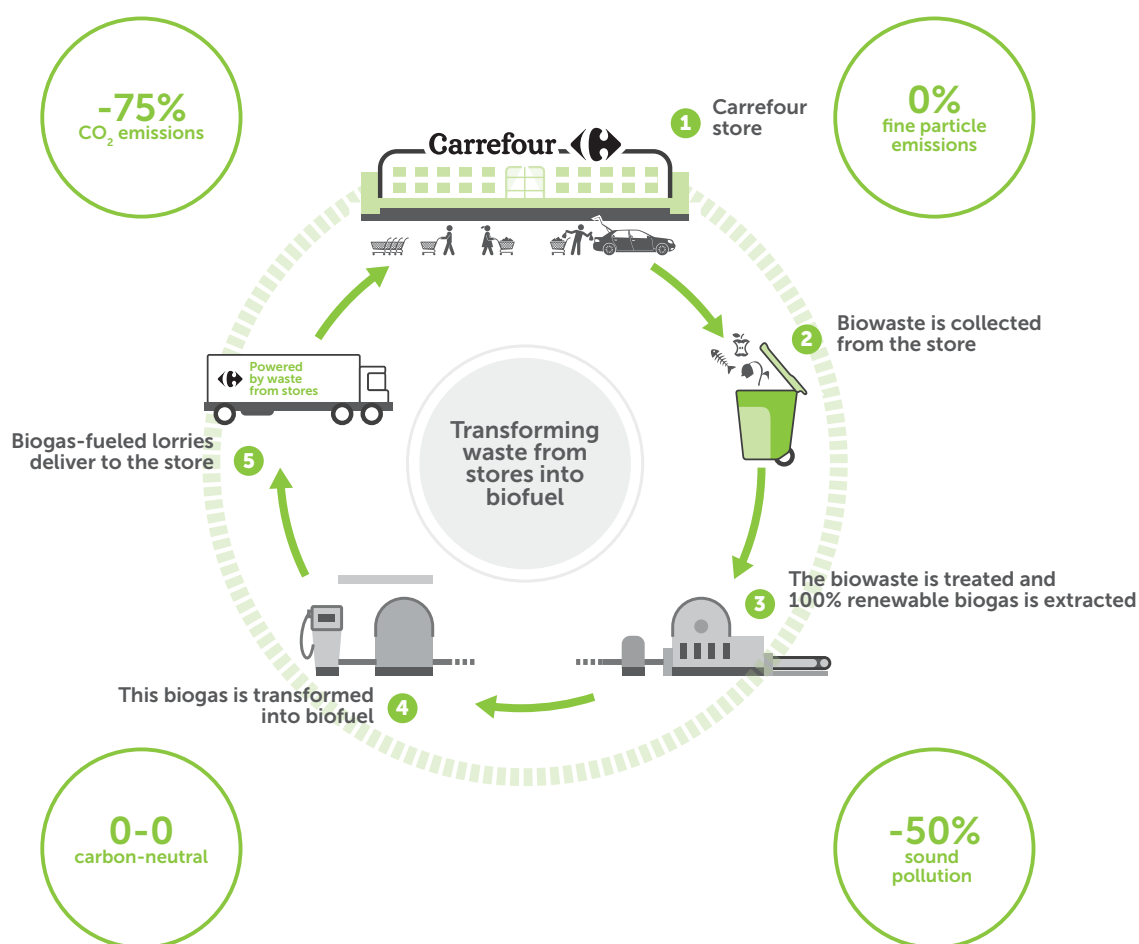 -75%
CO₂ emissions
0%
fine particle
emissions
Carrefour
1
Carrefour
store
2
Biowaste is collected
from the store
3
The biowaste is treated and
100% renewable biogas is extracted
4
This biogas is transformed
into biofuel
5
Biogas-fueled lorries
deliver to the store
Powered
by waste
from stores
Transforming
waste from
stores into
biofuel
0-0
carbon-neutral
-50%
sound
pollution